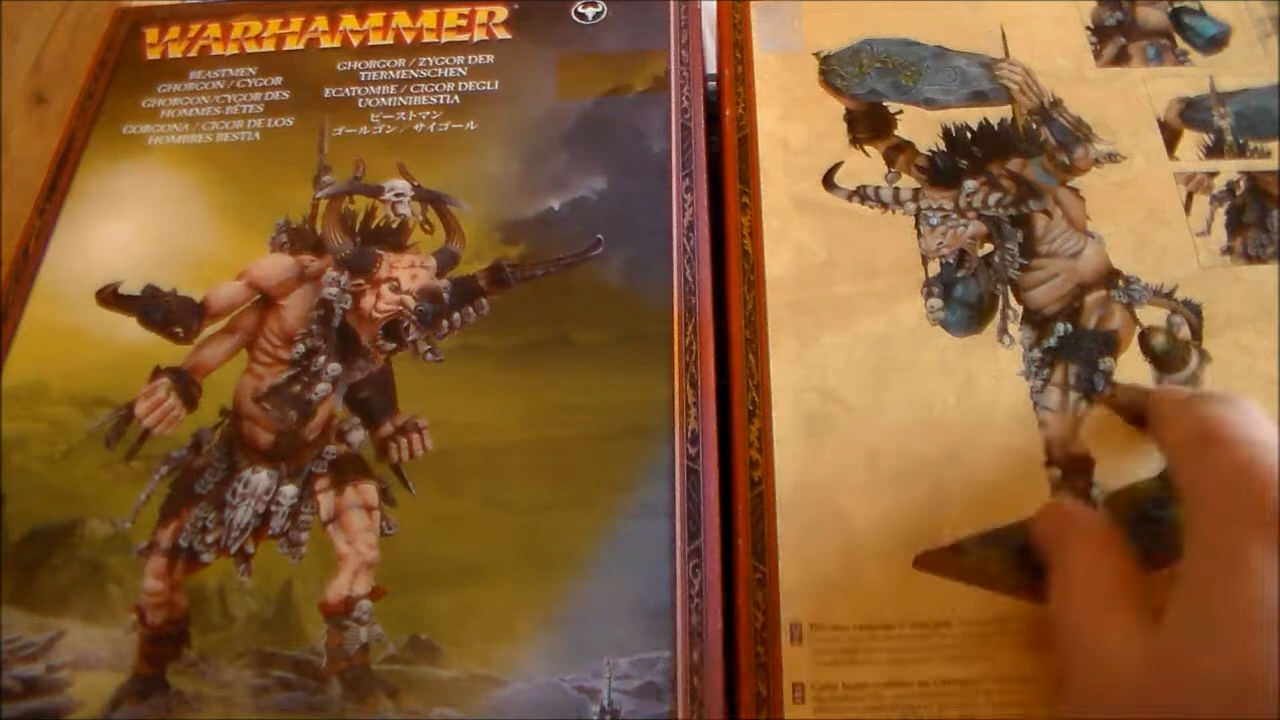 WARHAMMER
BEASTMEN
GHORGON / CYGOR
GHORGON/CYGOR DES
HOMMES-BÊTES
GORGONA / CIGOR DE LOS
HOMBRES BESTIA
GHORGOR / ZYGOR DER
TIERMENSCHEN
ECATOMBE / CIGOR DEGLI
UOMINIBESTIA
ビーストマン
ゴールゴン／サイゴール